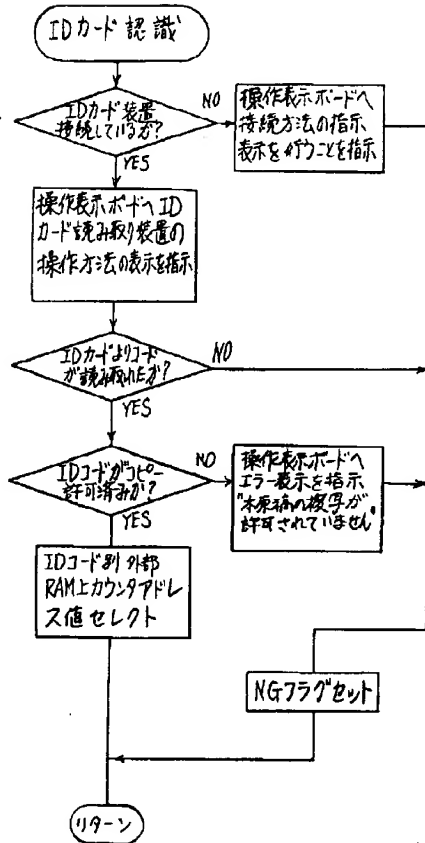 IDカード 認識
IDカード装置
接続しているか?
NO
YES
操作表示ボードへ
接続方法の指示
表示を行うことを指示
操作表示ボードへID
カード読み取り装置の
操作方法の表示を指示
IDカードよりコード
が読み取れたか?
NO
YES
IDコードがコピー
許可済みか?
NO
YES
操作表示ボードへ
エラー表示を指示
"本原稿の複写が
許可されていません"
IDコード別 外部
RAM上カウンタアドレ
ス値セレクト
NGフラグセット
リターン